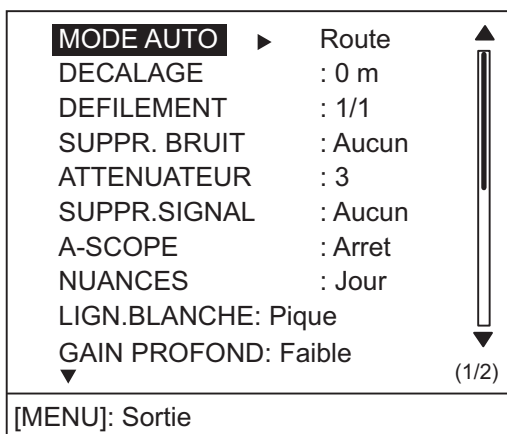 MODE AUTO ▶ Route
DECALAGE : 0 m
DEFILEMENT : 1/1
SUPPR. BRUIT : Aucun
ATTENUATEUR : 3
SUPPR.SIGNAL : Aucun
A-SCOPE : Arret
NUANCES : Jour
LIGN.BLANCHE: Pique
GAIN PROFOND: Faible
(1/2)
[MENU]: Sortie